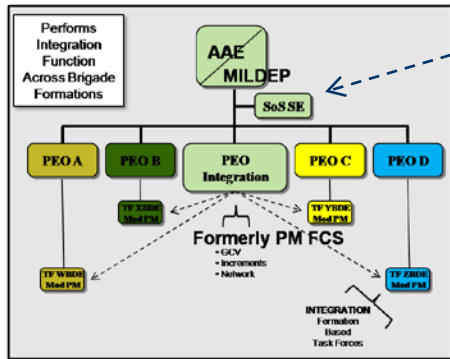 Performs
Integration
Function
Across Brigade
Formations
AAE
MILDEP
SoS SE
PEO A
PEO B
PEO
Integration
PEO C
PEO D
TF XBDE
Mod PM
TF YBDE
Mod PM
Formerly PM FCS
• GCV
• Increments
• Network
TF WBDE
Mod PM
TF ZBDE
Mod PM
INTEGRATION
Formation
Based
Task Forces